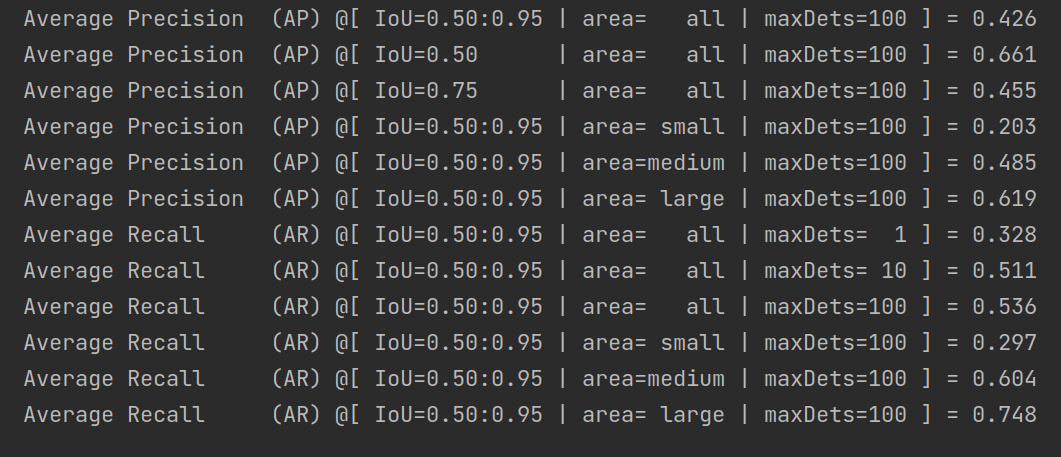 Average Precision  (AP) @[ IoU=0.50:0.95 | area=   all | maxDets=100 ] = 0.426
Average Precision  (AP) @[ IoU=0.50      | area=   all | maxDets=100 ] = 0.661
Average Precision  (AP) @[ IoU=0.75      | area=   all | maxDets=100 ] = 0.455
Average Precision  (AP) @[ IoU=0.50:0.95 | area= small | maxDets=100 ] = 0.203
Average Precision  (AP) @[ IoU=0.50:0.95 | area=medium | maxDets=100 ] = 0.485
Average Precision  (AP) @[ IoU=0.50:0.95 | area= large | maxDets=100 ] = 0.619
Average Recall     (AR) @[ IoU=0.50:0.95 | area=   all | maxDets=  1 ] = 0.328
Average Recall     (AR) @[ IoU=0.50:0.95 | area=   all | maxDets= 10 ] = 0.511
Average Recall     (AR) @[ IoU=0.50:0.95 | area=   all | maxDets=100 ] = 0.536
Average Recall     (AR) @[ IoU=0.50:0.95 | area= small | maxDets=100 ] = 0.297
Average Recall     (AR) @[ IoU=0.50:0.95 | area=medium | maxDets=100 ] = 0.604
Average Recall     (AR) @[ IoU=0.50:0.95 | area= large | maxDets=100 ] = 0.748